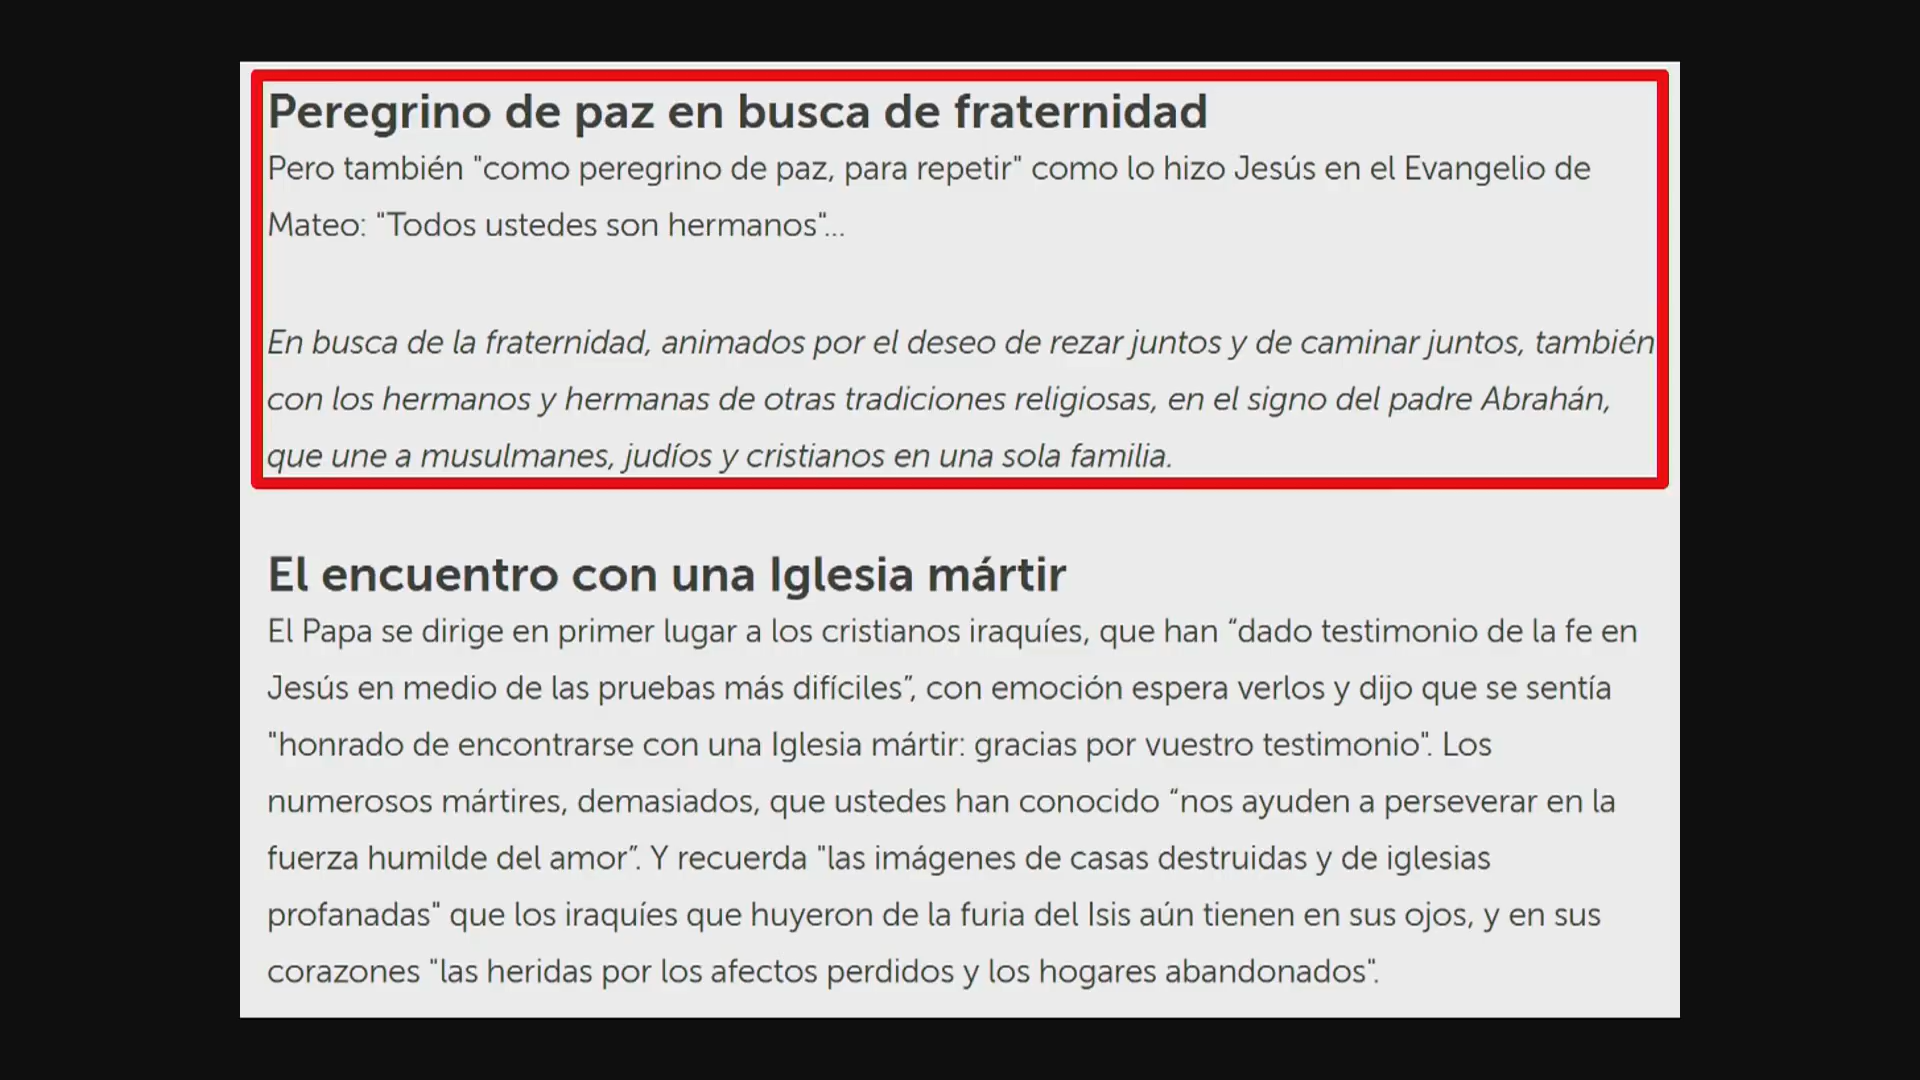 Peregrino de paz en busca de fraternidad
Pero también "como peregrino de paz, para repetir" como lo hizo Jesús en el Evangelio de
Mateo: "Todos ustedes son hermanos"...
En busca de la fraternidad, animados por el deseo de rezar juntos y de caminar juntos, también
con los hermanos y hermanas de otras tradiciones religiosas, en el signo del padre Abrahán,
que une a musulmanes, judíos y cristianos en una sola familia.
El encuentro con una Iglesia mártir
El Papa se dirige en primer lugar a los cristianos iraquíes, que han “dado testimonio de la fe en
Jesús en medio de las pruebas más difíciles”, con emoción espera verlos y dijo que se sentía
"honrado de encontrarse con una Iglesia mártir: gracias por vuestro testimonio". Los
numerosos mártires, demasiados, que ustedes han conocido “nos ayuden a perseverar en la
fuerza humilde del amor”. Y recuerda "las imágenes de casas destruidas y de iglesias
profanadas" que los iraquíes que huyeron de la furia del Isis aún tienen en sus ojos, y en sus
corazones "las heridas por los afectos perdidos y los hogares abandonados".